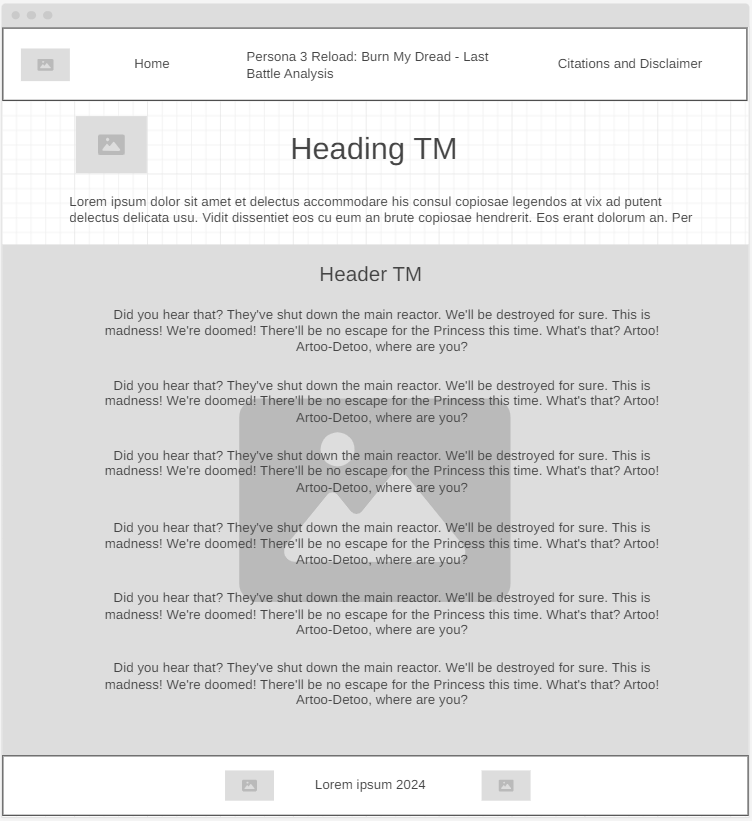 Home
Persona 3 Reload: Burn My Dread - Last
Battle Analysis
Citations and Disclaimer
Heading TM
Lorem ipsum dolor sit amet et delectus accommodare his consul copiosae legendos at vix ad putent
delectus delicata usu. Vidit dissentiet eos cu eum an brute copiosae hendrerit. Eos erant dolorum an. Per
Header TM
Did you hear that? They've shut down the main reactor. We'll be destroyed for sure. This is
madness! We're doomed! There'll be no escape for the Princess this time. What's that? Artoo!
Artoo-Detoo, where are you?
Did you hear that? They've shut down the main reactor. We'll be destroyed for sure. This is
madness! We're doomed! There'll be no escape for the Princess this time. What's that? Artoo!
Artoo-Detoo, where are you?
Did you hear that? They've shut down the main reactor. We'll be destroyed for sure. This is
madness! We're doomed! There'll be no escape for the Princess this time. What's that? Artoo!
Artoo-Detoo, where are you?
Did you hear that? They've shut down the main reactor. We'll be destroyed for sure. This is
madness! We're doomed! There'll be no escape for the Princess this time. What's that? Artoo!
Artoo-Detoo, where are you?
Did you hear that? They've shut down the main reactor. We'll be destroyed for sure. This is
madness! We're doomed! There'll be no escape for the Princess this time. What's that? Artoo!
Artoo-Detoo, where are you?
Did you hear that? They've shut down the main reactor. We'll be destroyed for sure. This is
madness! We're doomed! There'll be no escape for the Princess this time. What's that? Artoo!
Artoo-Detoo, where are you?
Lorem ipsum 2024